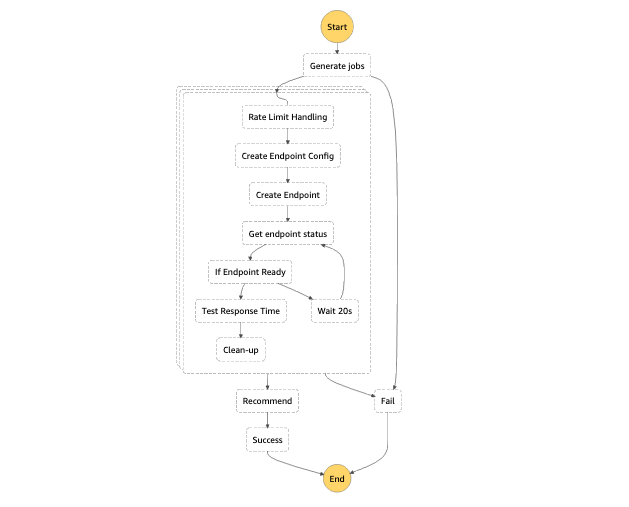 Start
Generate jobs
Rate Limit Handling
Create Endpoint Config
Create Endpoint
Get endpoint status
If Endpoint Ready
Test Response Time
Wait 20s
Clean-up
Recommend
Fail
Success
End